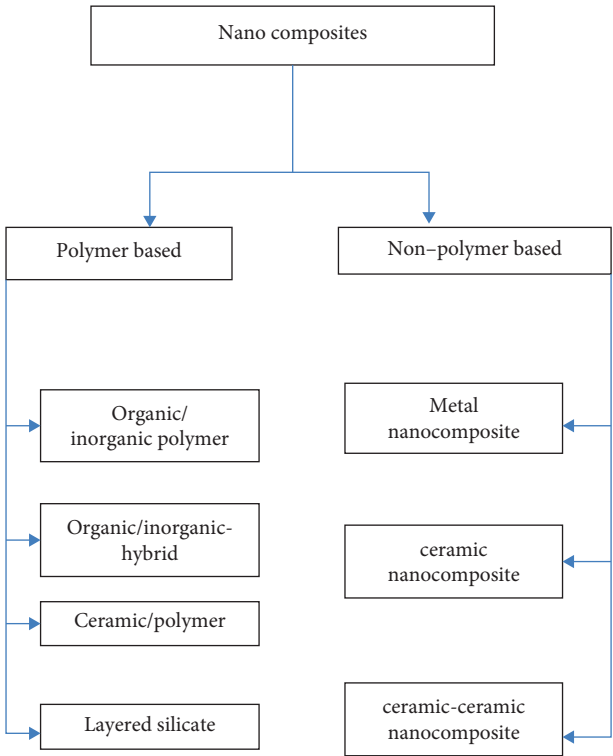 Nano composites
Polymer based
Non–polymer based
Organic/
inorganic polymer
Organic/inorganic-
hybrid
Ceramic/polymer
Layered silicate
Metal
nanocomposite
ceramic
nanocomposite
ceramic-ceramic
nanocomposite